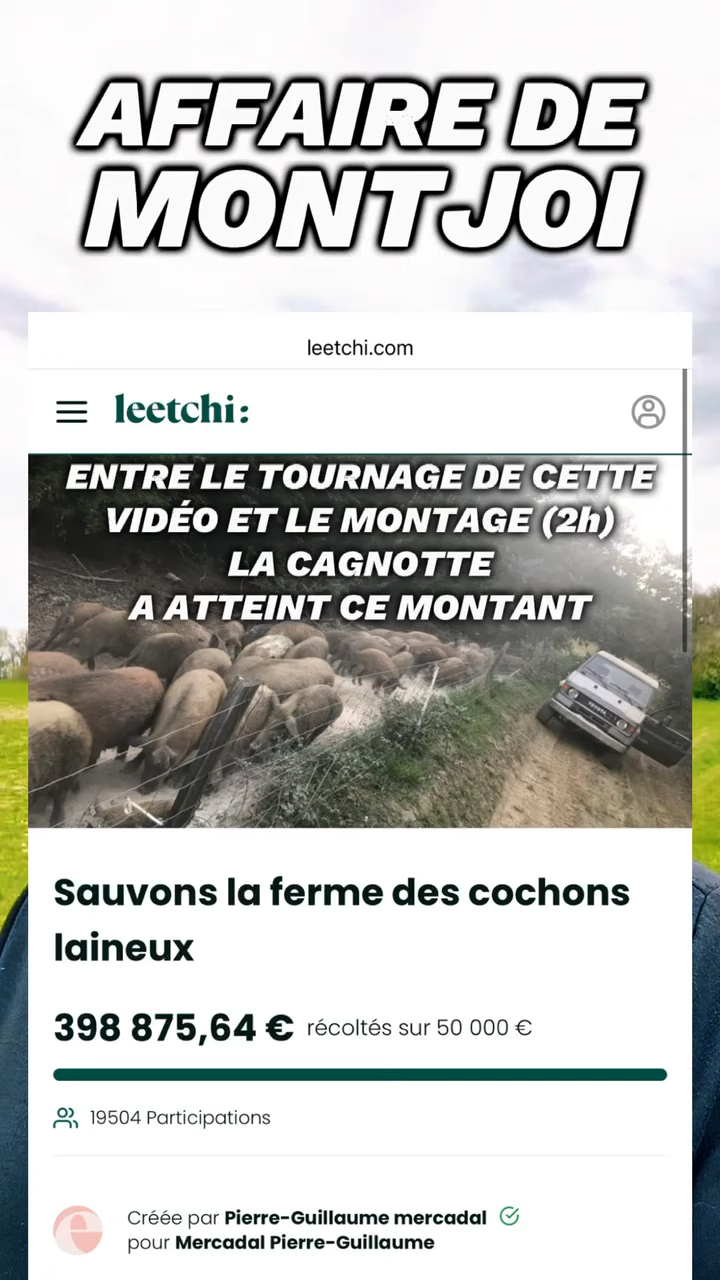 AFFAIRE DE
MONTJOI
leetchi.com
leetchi:
ENTRE LE TOURNAGE DE CETTE
VIDÉO ET LE MONTAGE (2h)
LA CAGNOTTE
A ATTEINT CE MONTANT
TOYOTA
Sauvons la ferme des cochons
laineux
398 875,64 € récoltés sur 50 000 €
19504 Participations
Créée par Pierre-Guillaume mercadal
pour Mercadal Pierre-Guillaume